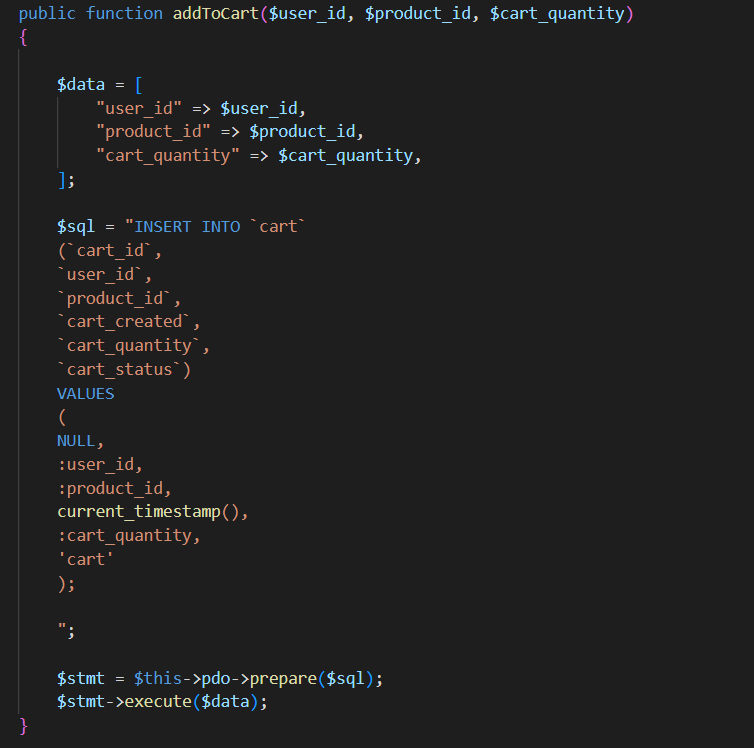 public function addToCart($user_id, $product_id, $cart_quantity)
{
$data = [
"user_id" => $user_id,
"product_id" => $product_id,
"cart_quantity" => $cart_quantity,
];
$sql = "INSERT INTO `cart`
(`cart_id`,
`user_id`,
`product_id`,
`cart_created`,
`cart_quantity`,
`cart_status`)
VALUES
(
NULL,
:user_id,
:product_id,
current_timestamp(),
:cart_quantity,
'cart'
);
";
$stmt = $this->pdo->prepare($sql);
$stmt->execute($data);
}